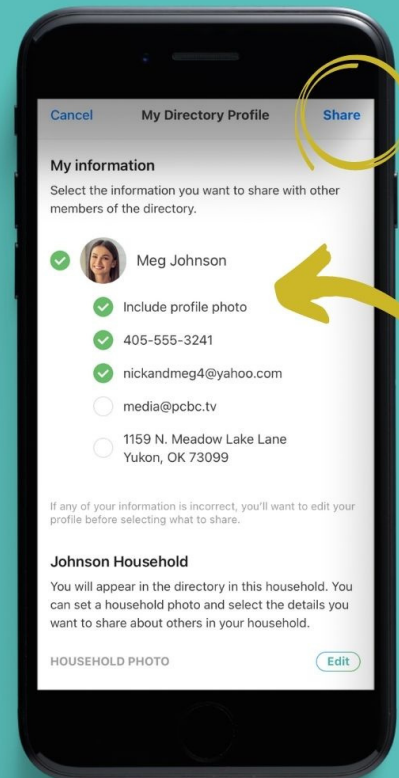 Cancel My Directory Profile Share
My information
Select the information you want to share with other
members of the directory.
Meg Johnson
Include profile photo
405-555-3241
nickandmeg4@yahoo.com
media@pcbc.tv
1159 N. Meadow Lake Lane
Yukon, OK 73099
If any of your information is incorrect, you'll want to edit your
profile before selecting what to share.
Johnson Household
You will appear in the directory in this household. You
can set a household photo and select the details you
want to share about others in your household.
HOUSEHOLD PHOTO Edit